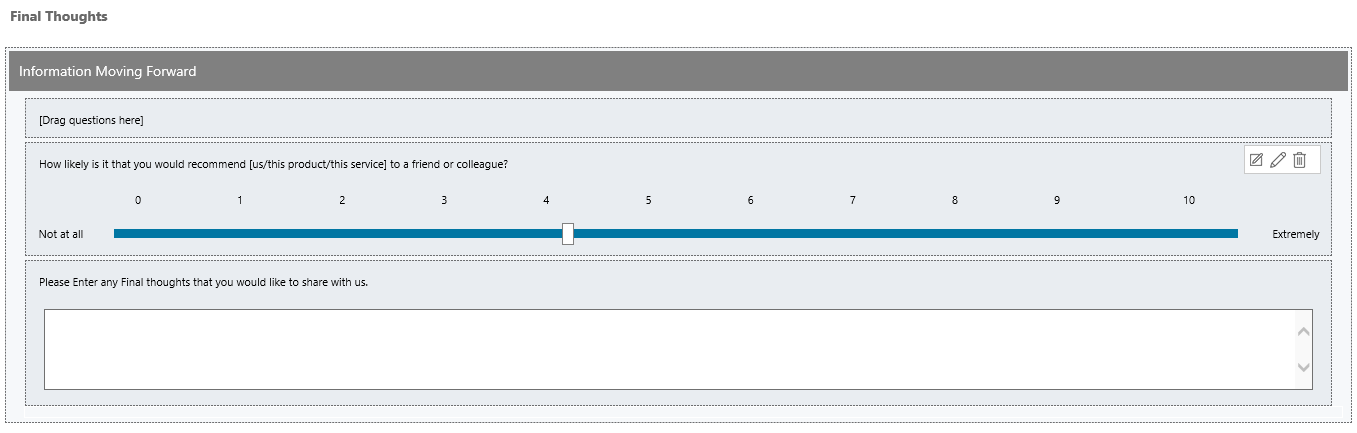 Final Thoughts
Information Moving Forward
[Drag questions here]
How likely is it that you would recommend [us/this product/this service] to a friend or colleague?
0 1 2 3 4 5 6 7 8 9 10
Not at all Extremely
Please Enter any Final thoughts that you would like to share with us.